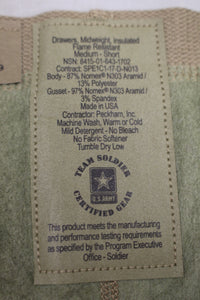 Drawers, Midweight, Insulated
Flame Resistant
Medium - Short
NSN: 8415-01-643-1702
Contract: SPE1C1-17-D-N013
Body - 87% Nomex® N303 Aramid /
13% Polyester
Gusset - 97% Nomex® N303 Aramid /
3% Spandex
Made in USA
Contractor: Peckham, Inc.
Machine Wash, Warm or Cold
Mild Detergent - No Bleach
No Fabric Softener
Tumble Dry Low
TEAM SOLDIER
U.S. ARMY
CERTIFIED GEAR
This product meets the manufacturing
and performance testing requirements
as specified by the Program Executive
Office - Soldier